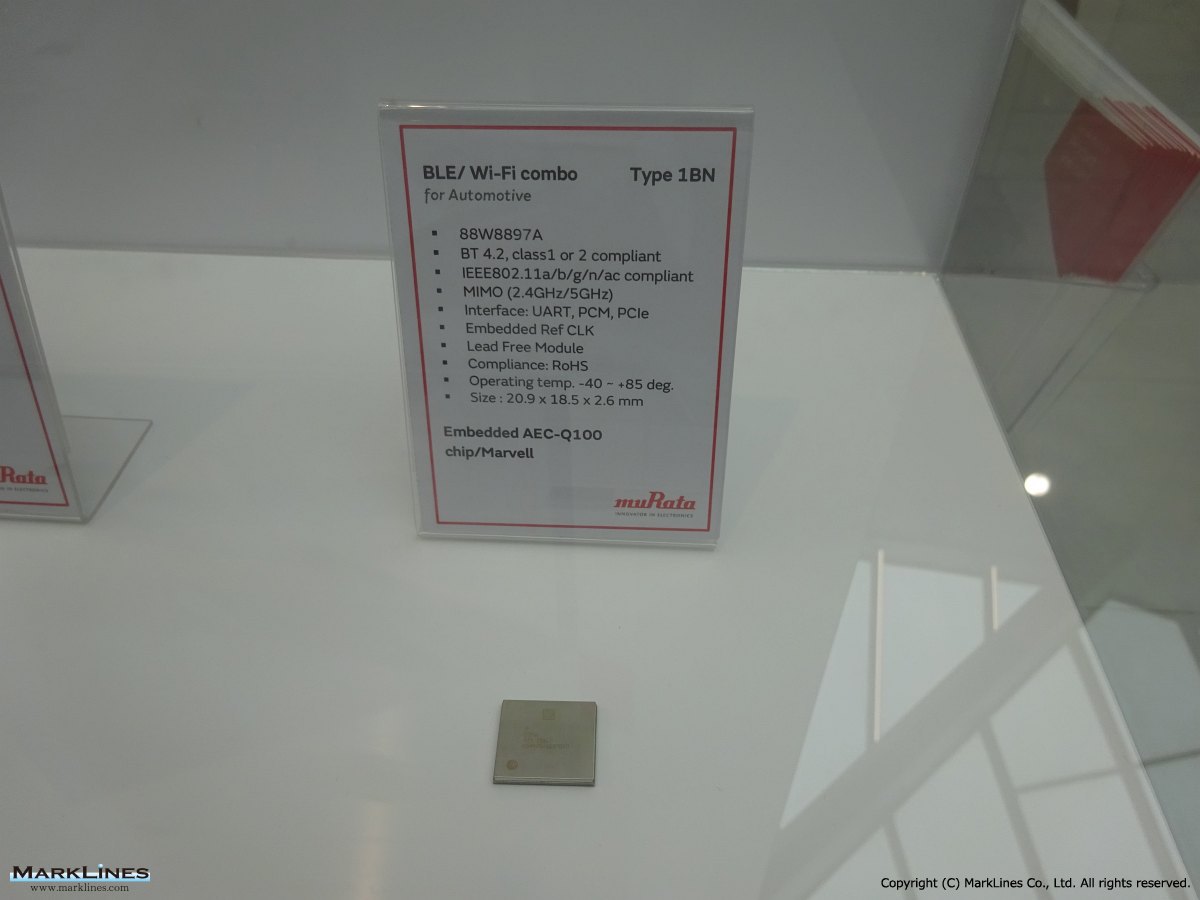 BLE/ Wi-Fi combo Type 1BN
for Automotive
▪ 88W8897A
▪ BT 4.2, class1 or 2 compliant
▪ IEEE802.11a/b/g/n/ac compliant
▪ MIMO (2.4GHz/5GHz)
▪ Interface: UART, PCM, PCIe
▪ Embedded Ref CLK
▪ Lead Free Module
▪ Compliance: RoHS
▪ Operating temp. -40 ~ +85 deg.
▪ Size : 20.9 x 18.5 x 2.6 mm
Embedded AEC-Q100
chip/Marvell
muRata
INNOVATOR IN ELECTRONICS
Rata
IN ELECTRONICS
MARKLINES
www.marklines.com
Copyright (C) MarkLines Co., Ltd. All rights reserved.